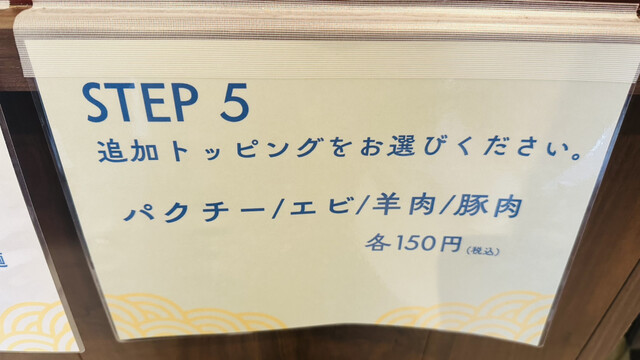 STEP 5
追加トッピングをお選びください。
パクチー/エビ/羊肉/豚肉
各150円(税込)